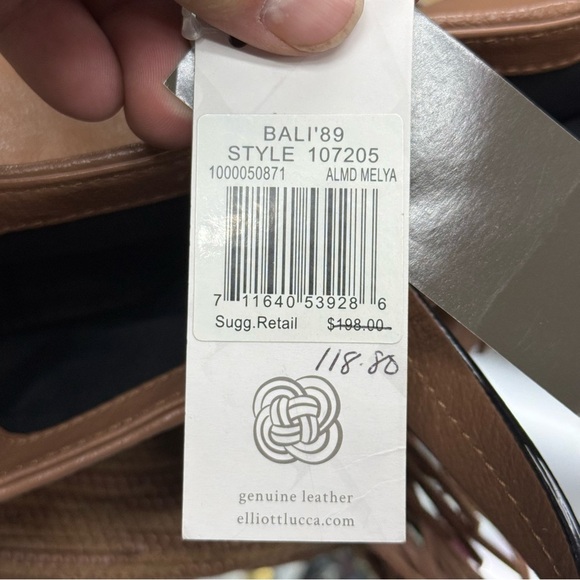 BALI'89
STYLE 107205
1000050871 ALMD MELYA
7 11640 53928 6
Sugg.Retail $198.00
118.80
genuine leather
elliottlucca.com